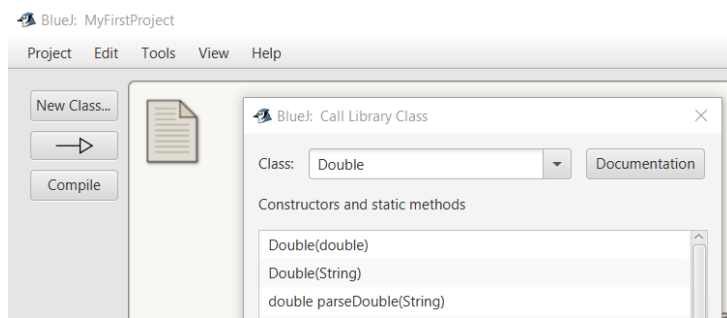 BlueJ: MyFirstProject
Project Edit Tools View Help
New Class...
Compile
BlueJ: Call Library Class
Class: Double Documentation
Constructors and static methods
Double(double)
Double(String)
double parseDouble(String)